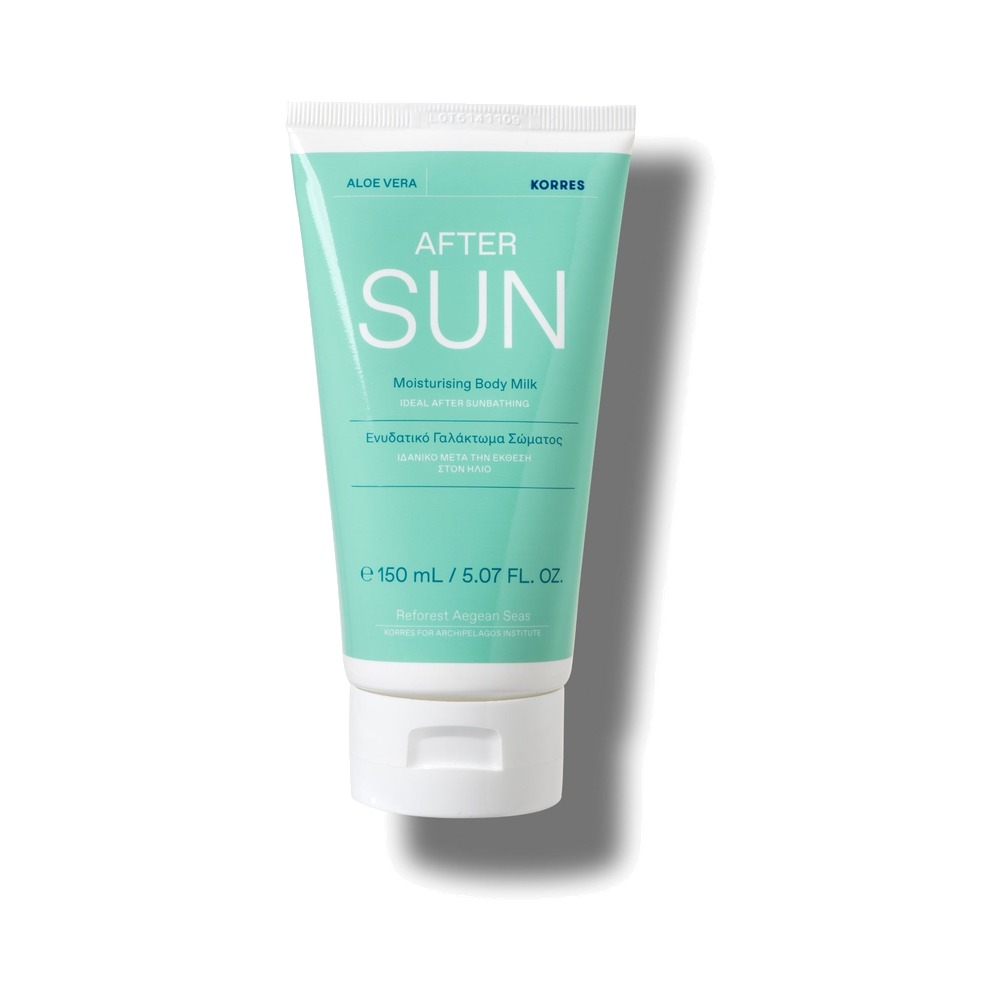 ALOE VERA KORRES
AFTER
SUN
Moisturising Body Milk
IDEAL AFTER SUNBATHING
Ενυδατικό Γαλάκτωμα Σώματος
ΙΔΑΝΙΚΟ ΜΕΤΑ ΤΗΝ ΕΚΘΕΣΗ
ΣΤΟΝ ΗΛΙΟ
℮ 150 mL / 5.07 FL. OZ.
Reforest Aegean Seas
KORRES FOR ARCHIPELAGOS INSTITUTE